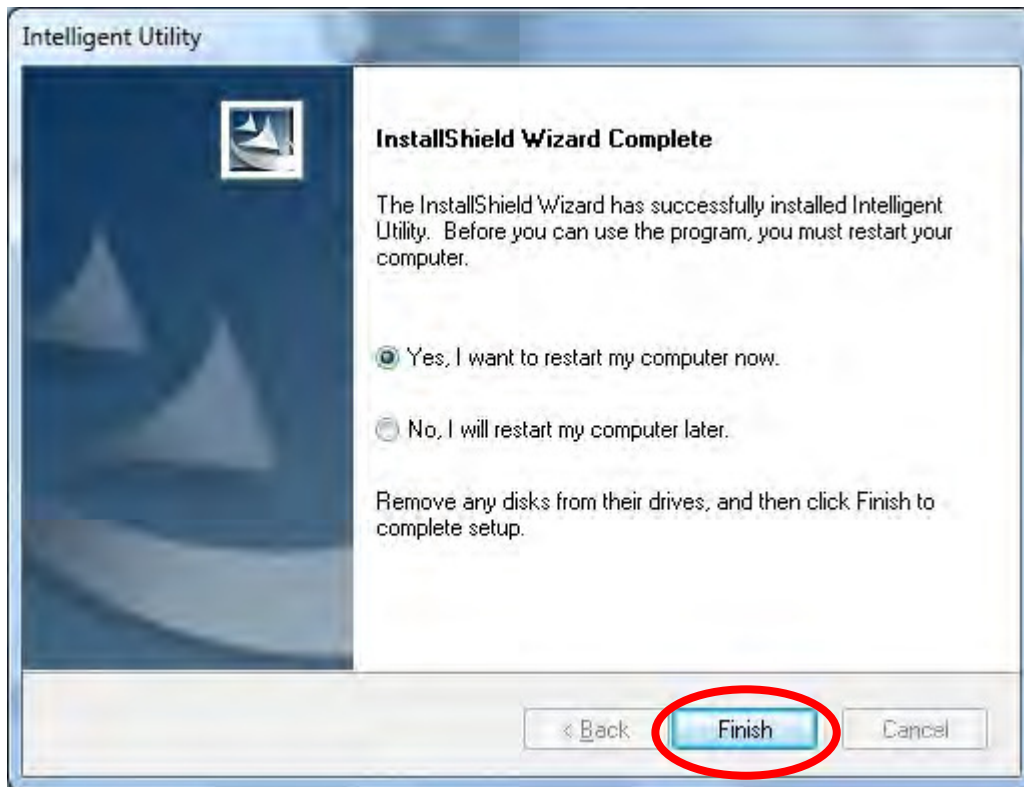 Intelligent Utility
InstallShield Wizard Complete
The InstallShield Wizard has successfully installed Intelligent
Utility. Before you can use the program, you must restart your
computer.
Yes, I want to restart my computer now.
No, I will restart my computer later.
Remove any disks from their drives, and then click Finish to
complete setup.
< Back Finish Cancel